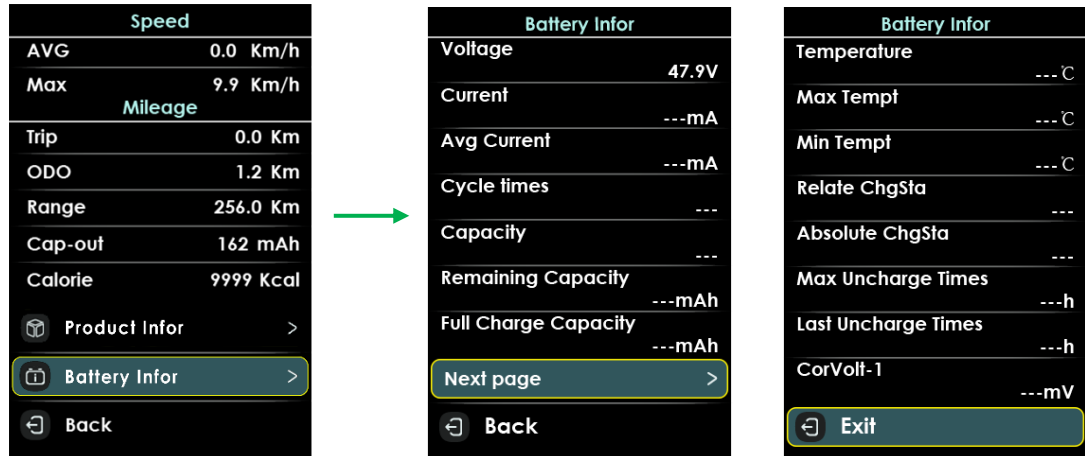 Speed
AVG 0.0 Km/h
Max 9.9 Km/h
Mileage
Trip 0.0 Km
ODO 1.2 Km
Range 256.0 Km
Cap-out 162 mAh
Calorie 9999 Kcal
Product Infor >
Battery Infor >
Back
Battery Infor
Voltage
47.9V
Current
---mA
Avg Current
---mA
Cycle times
---
Capacity
---
Remaining Capacity
---mAh
Full Charge Capacity
---mAh
Next page >
Back
Battery Infor
Temperature
---℃
Max Tempt
---℃
Min Tempt
---℃
Relate ChgSta
---
Absolute ChgSta
---
Max Uncharge Times
---h
Last Uncharge Times
---h
CorVolt-1
---mV
Exit